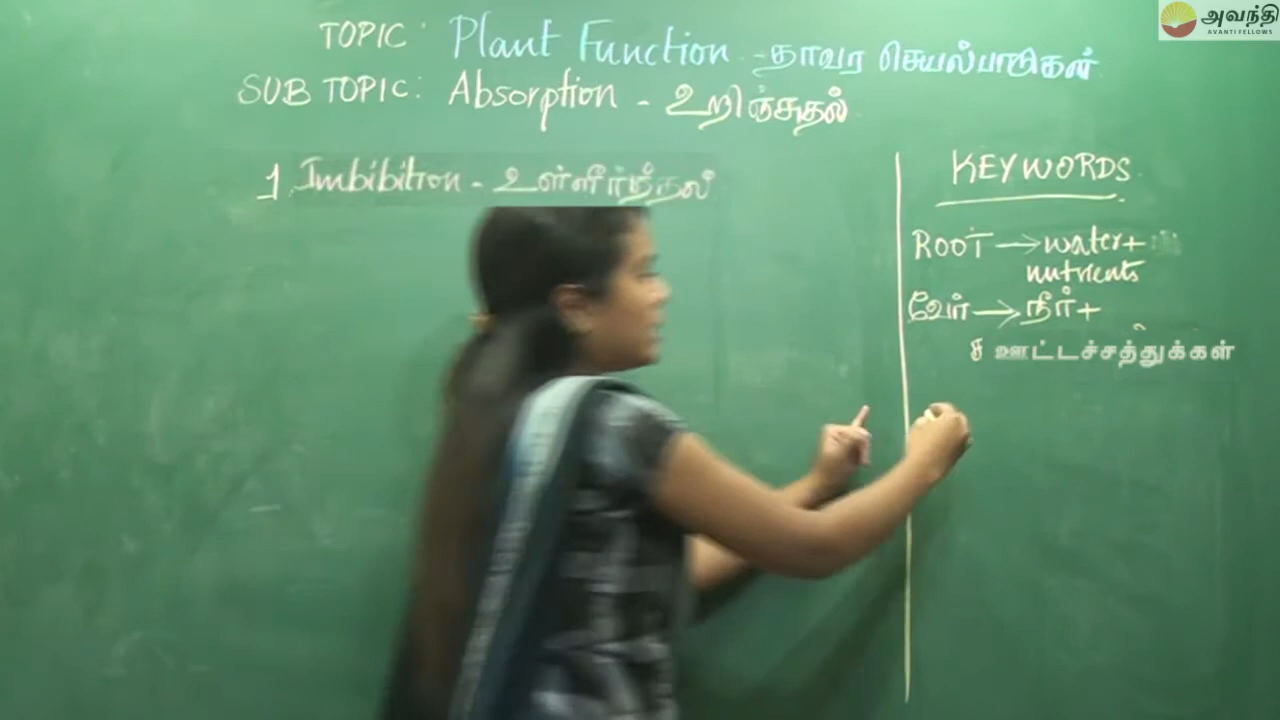 அவந்தி
AVANTI FELLOWS
TOPIC: Plant Function - தாவர செயல்பாடுகள்
SUB TOPIC: Absorption - உறிஞ்சுதல்
1. Imbibition - உள்ளீர்த்தல்
KEYWORDS
ROOT → water +
nutrients
வேர் → நீர் +
ஊட்டச்சத்துக்கள்